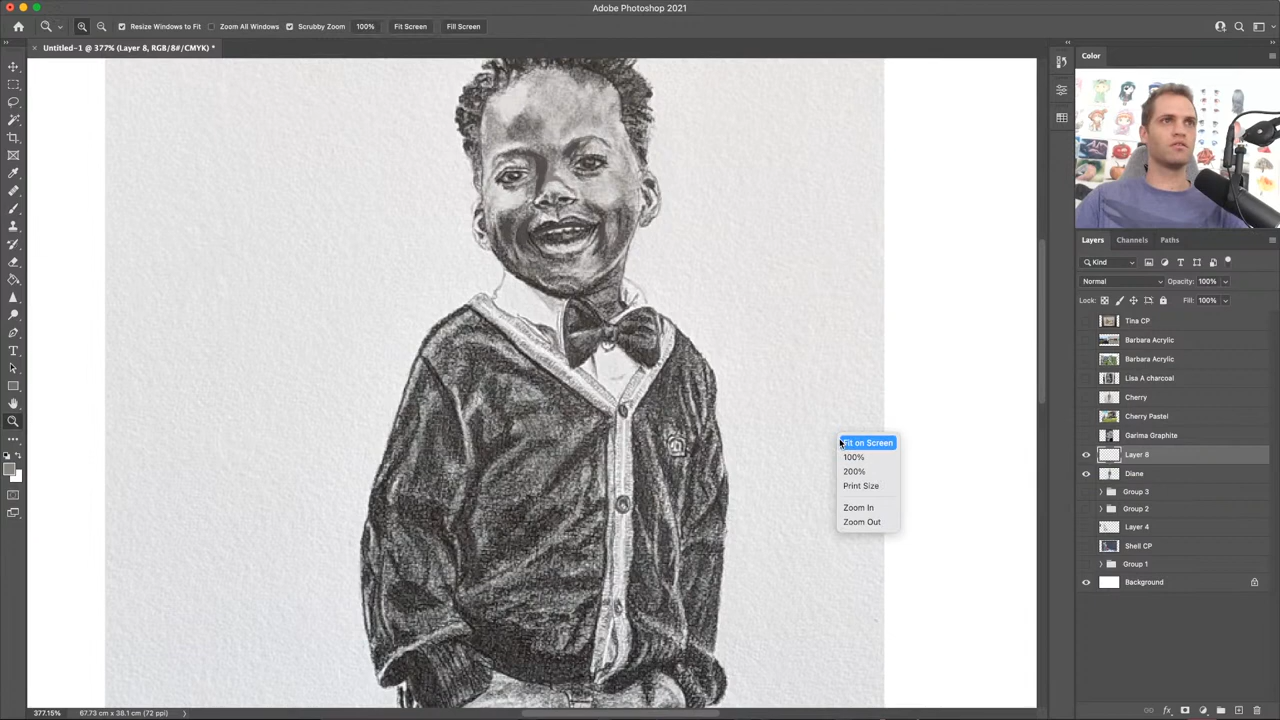 Adobe Photoshop 2021
Resize Windows to Fit
All Windows
Scrubby Zoom
100%
Fit Screen
Fill Screen
Untitled-1 @ 377% (Layer 8, RGB/8#/CMYK) *
Color
Layers
Channels
Paths
Kind
Normal
Opacity: 100%
Lock:
Fill: 100%
Tina CP
Barbara Acrylic
Barbara Acrylic
Lisa A charcoal
Cherry
Cherry Pastel
Garima Graphite
Layer 8
Diane
Group 3
Group 2
Layer 4
Shell CP
Group 1
Background
Fit on Screen
100%
200%
Print Size
Zoom In
Zoom Out
377.15%
67.73 cm x 38.1 cm (72 ppi)